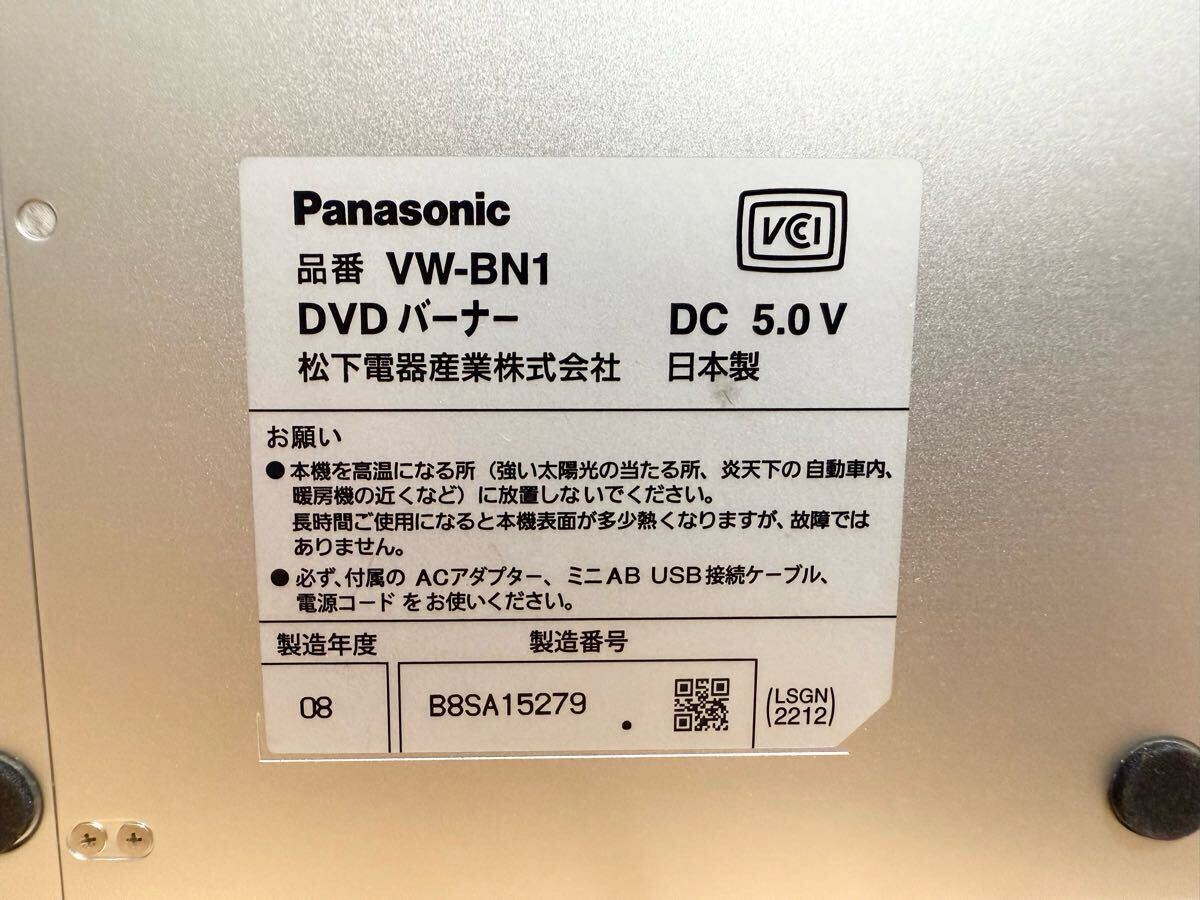 Panasonic
VCCI
品番 VW-BN1
DVD バーナー DC 5.0 V
松下電器産業株式会社 日本製
お願い
●本機を高温になる所（強い太陽光の当たる所、炎天下の自動車内、
暖房機の近くなど）に放置しないでください。
長時間ご使用になると本機表面が多少熱くなりますが、故障では
ありません。
●必ず、付属の ACアダプター、ミニAB USB接続ケーブル、
電源コードをお使いください。
製造年度 製造番号
08 B8SA15279 (LSGN
2212)